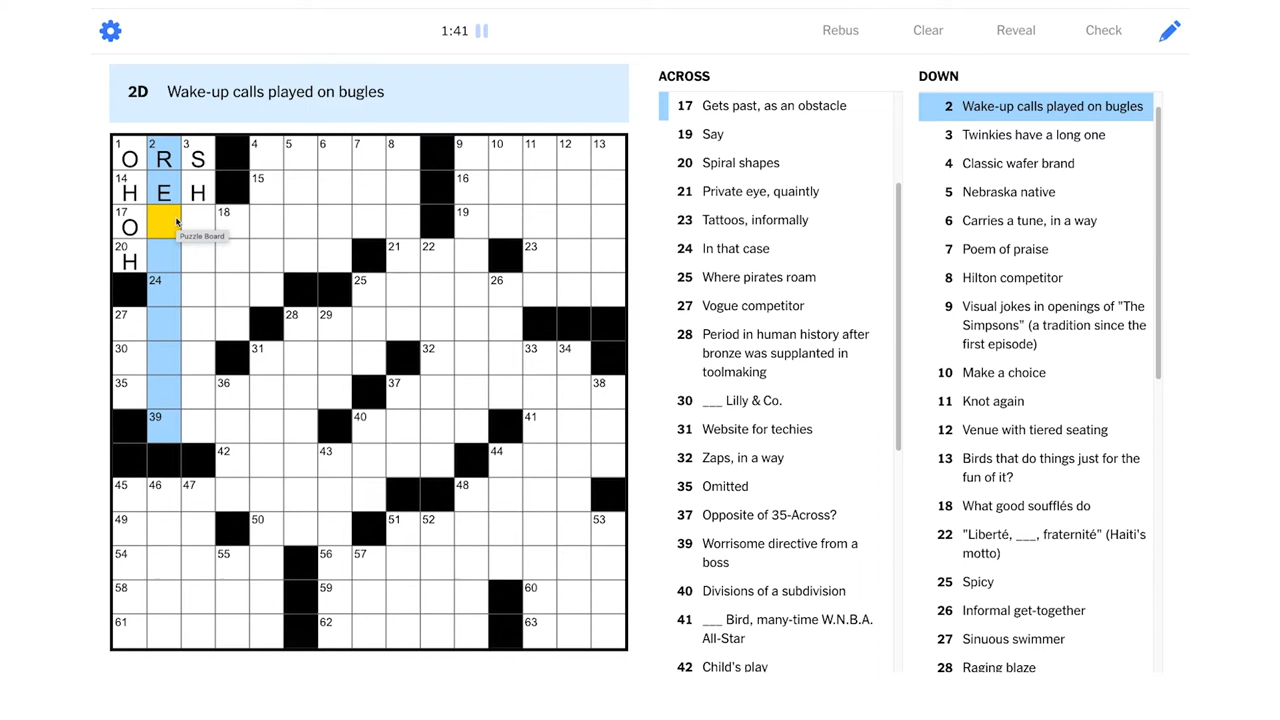 1:41
Rebus Clear Reveal Check
2D Wake-up calls played on bugles
1 2 3 4 5 6 7 8 9 10 11 12 13
O R S
14 15 16
H E H
17 18 19
O
Puzzle Board
20 21 22 23
H
24 25 26
27 28 29
30 31 32 33 34
35 36 37 38
39 40 41
42 43 44
45 46 47 48
49 50 51 52 53
54 55 56 57
58 59 60
61 62 63
ACROSS
17 Gets past, as an obstacle
19 Say
20 Spiral shapes
21 Private eye, quaintly
23 Tattoos, informally
24 In that case
25 Where pirates roam
27 Vogue competitor
28 Period in human history after
bronze was supplanted in
toolmaking
30 ___ Lilly & Co.
31 Website for techies
32 Zaps, in a way
35 Omitted
37 Opposite of 35-Across?
39 Worrisome directive from a
boss
40 Divisions of a subdivision
41 ___ Bird, many-time W.N.B.A.
All-Star
42 Child's play
DOWN
2 Wake-up calls played on bugles
3 Twinkies have a long one
4 Classic wafer brand
5 Nebraska native
6 Carries a tune, in a way
7 Poem of praise
8 Hilton competitor
9 Visual jokes in openings of "The
Simpsons" (a tradition since the
first episode)
10 Make a choice
11 Knot again
12 Venue with tiered seating
13 Birds that do things just for the
fun of it?
18 What good soufflés do
22 "Liberté, ___, fraternité" (Haiti's
motto)
25 Spicy
26 Informal get-together
27 Sinuous swimmer
28 Raging blaze